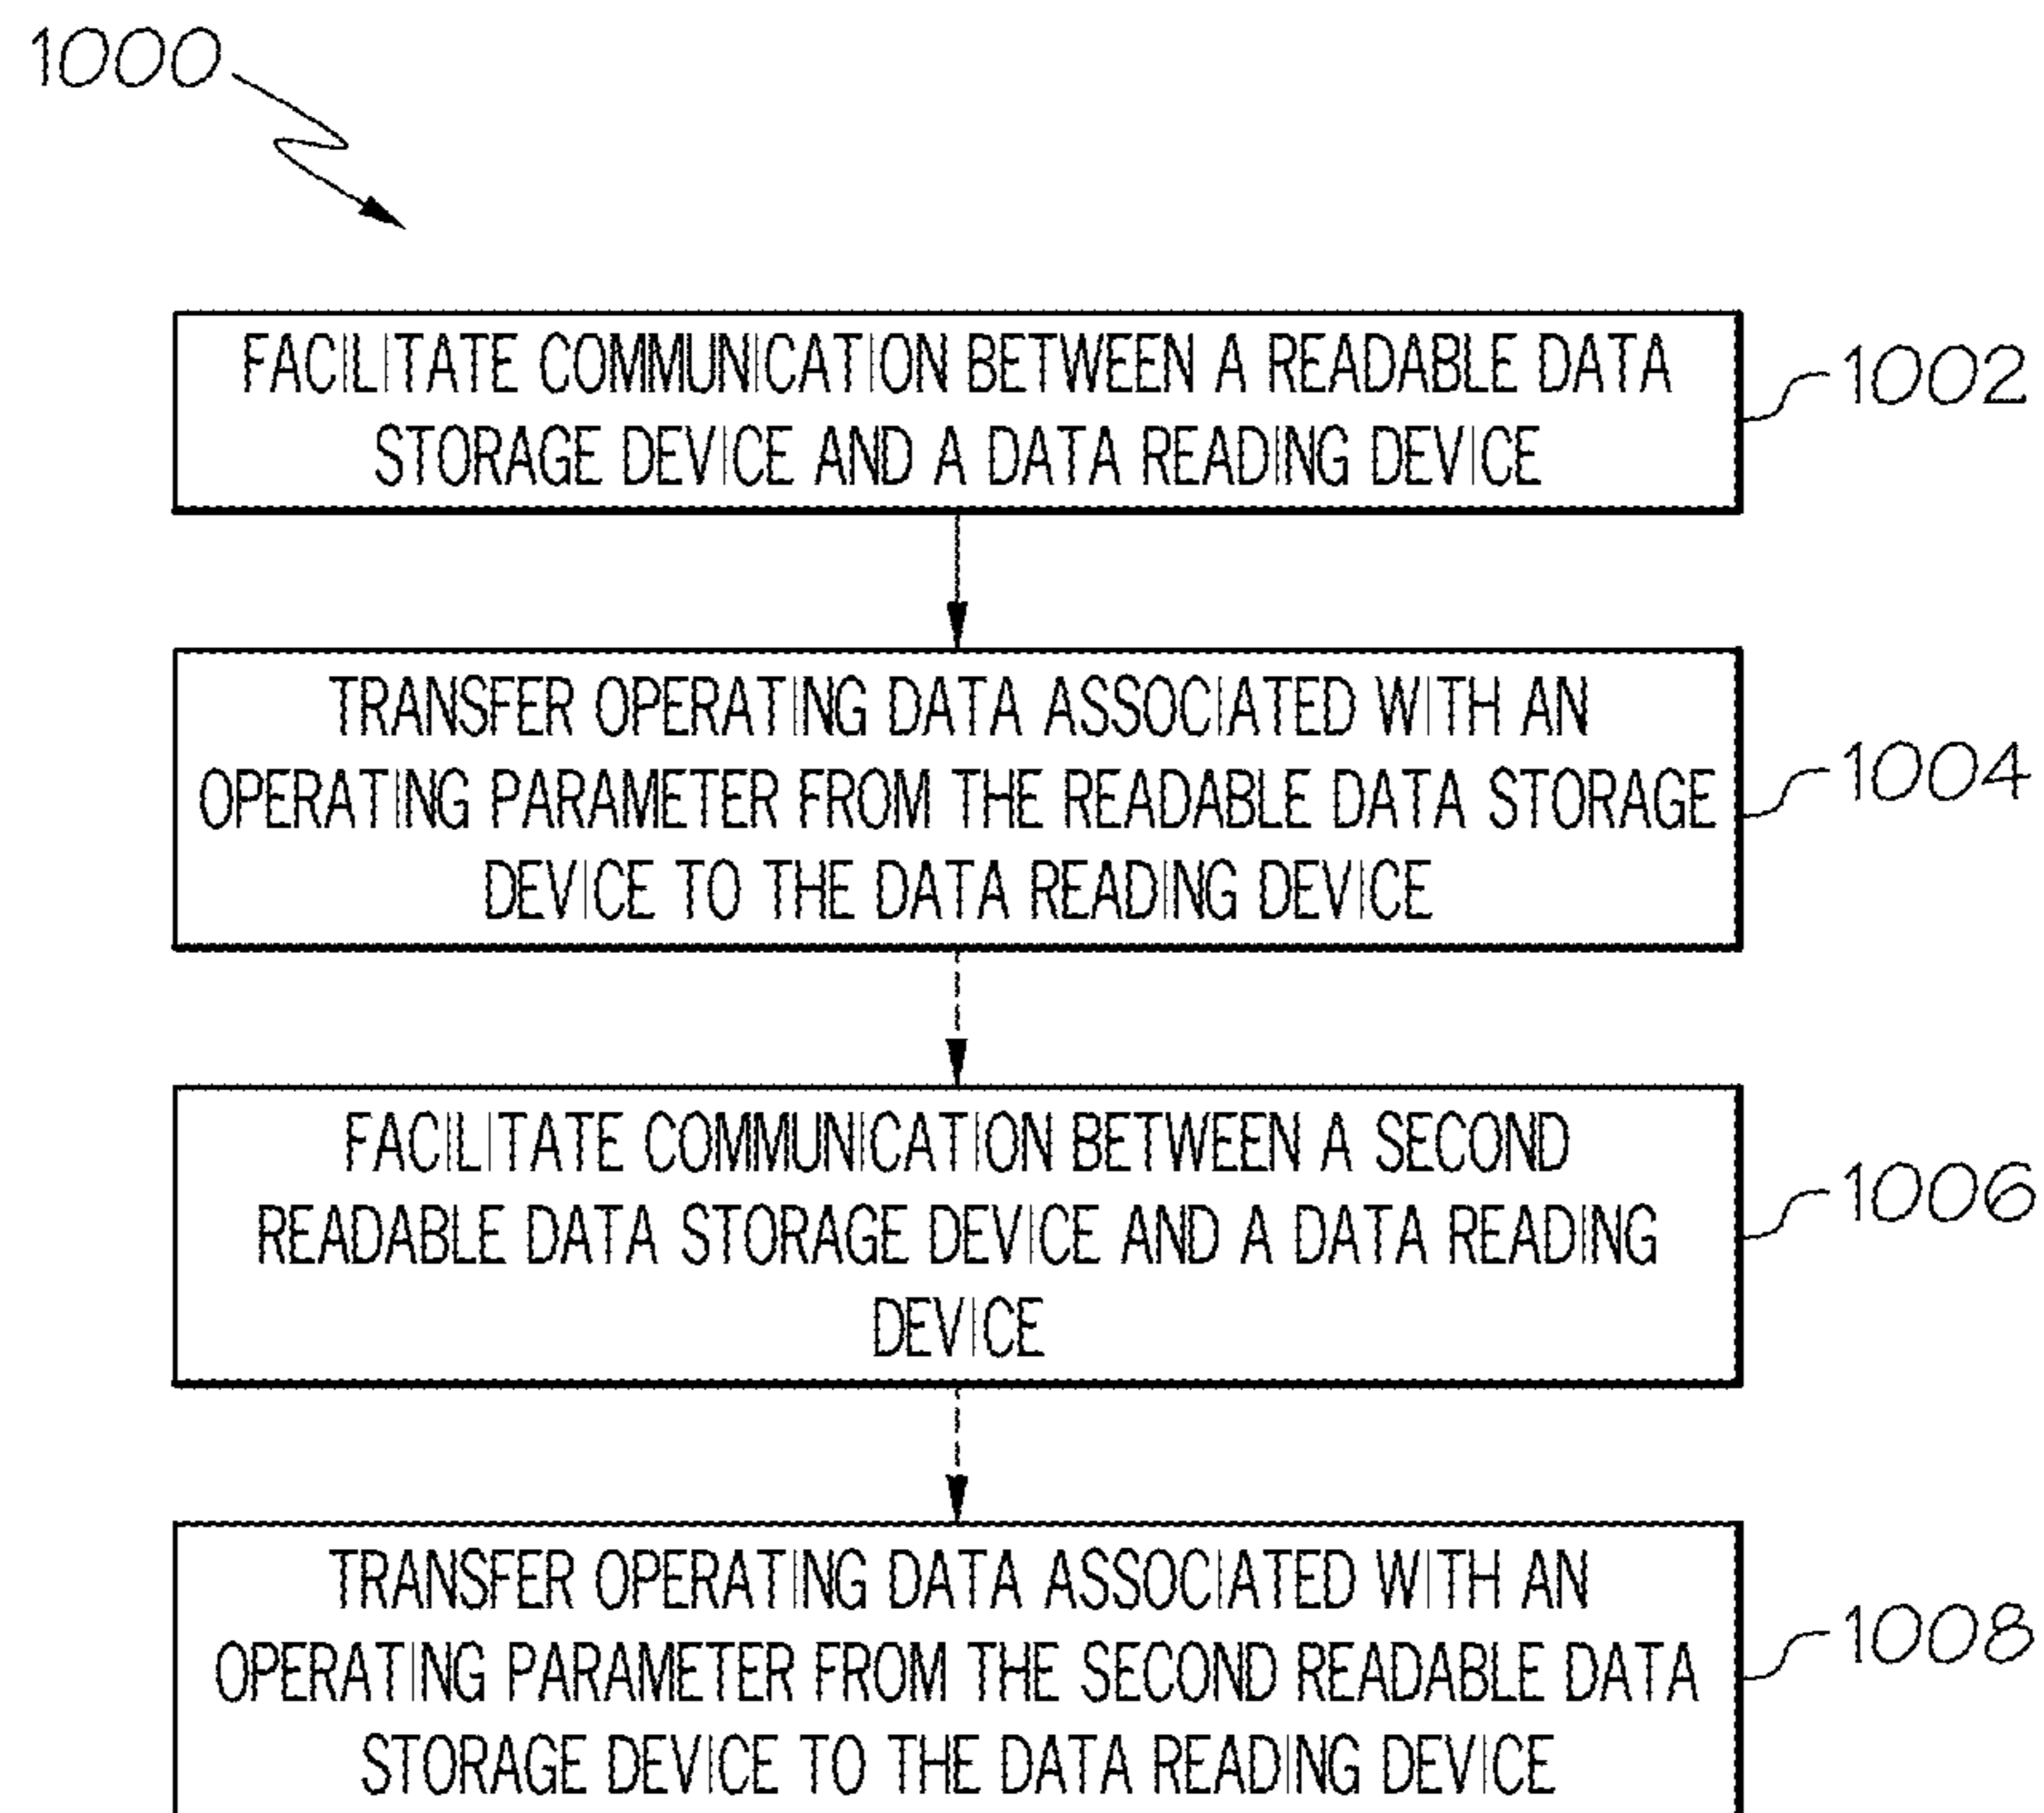 1000
FACILITATE COMMUNICATION BETWEEN A READABLE DATA
STORAGE DEVICE AND A DATA READING DEVICE
1002
TRANSFER OPERATING DATA ASSOCIATED WITH AN
OPERATING PARAMETER FROM THE READABLE DATA STORAGE
DEVICE TO THE DATA READING DEVICE
1004
FACILITATE COMMUNICATION BETWEEN A SECOND
READABLE DATA STORAGE DEVICE AND A DATA READING
DEVICE
1006
TRANSFER OPERATING DATA ASSOCIATED WITH AN
OPERATING PARAMETER FROM THE SECOND READABLE DATA
STORAGE DEVICE TO THE DATA READING DEVICE
1008